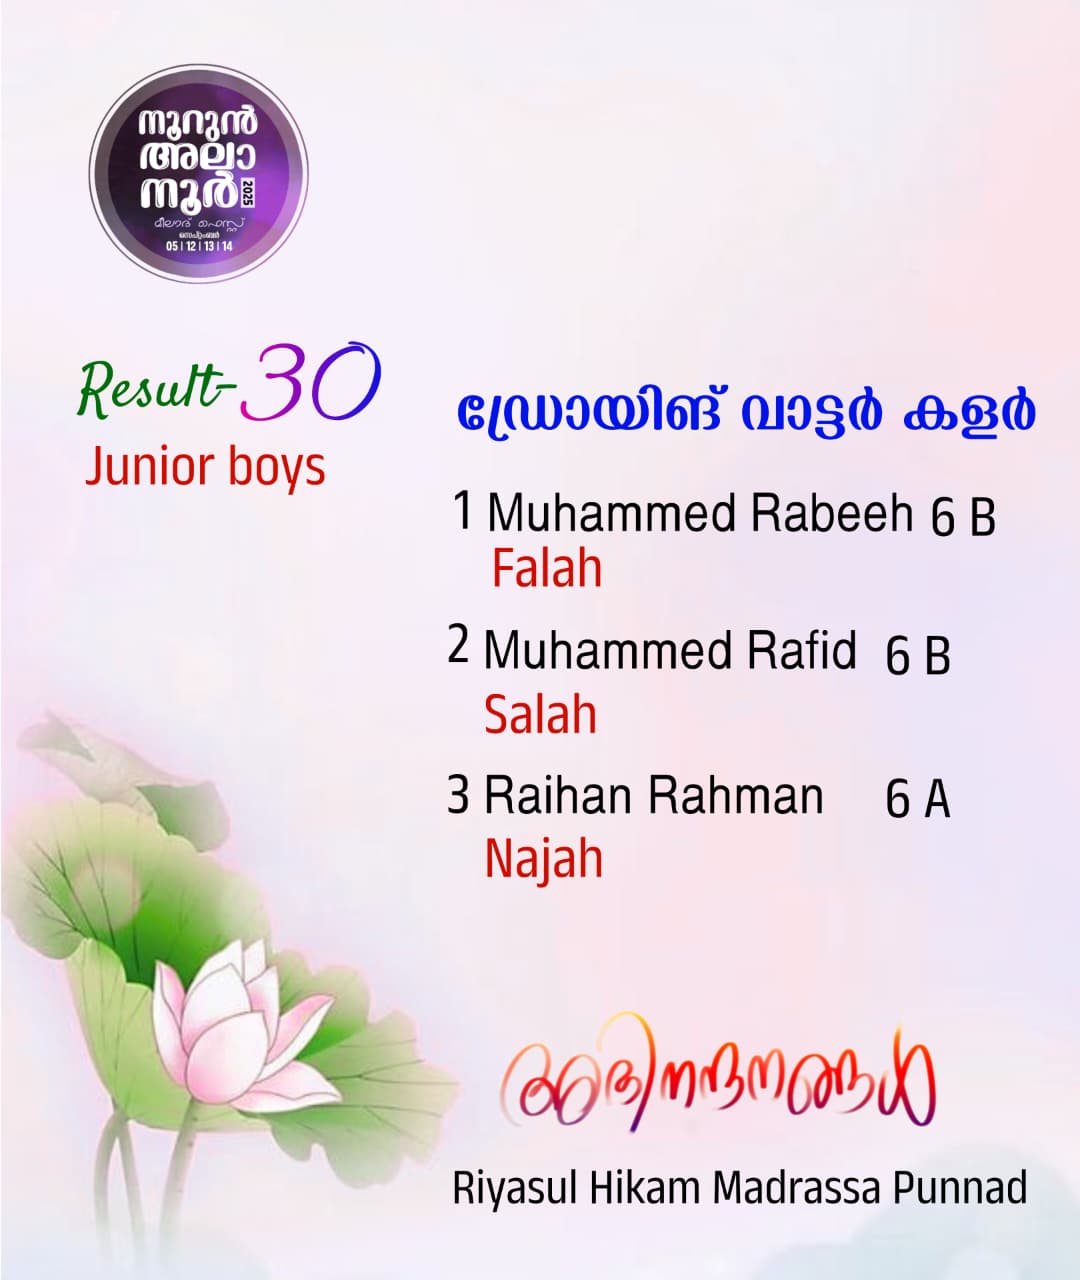 നൂറുൻ
അലാ
നൂർ 2025
മീലാദ് ഫെസ്റ്റ്
സെപ്റ്റംബർ
05 | 12 | 13 | 14
Result-30
Junior boys
ഡ്രോയിങ് വാട്ടർ കളർ
1 Muhammed Rabeeh 6 B
Falah
2 Muhammed Rafid 6 B
Salah
3 Raihan Rahman 6 A
Najah
അഭിനന്ദനങ്ങൾ
Riyasul Hikam Madrassa Punnad